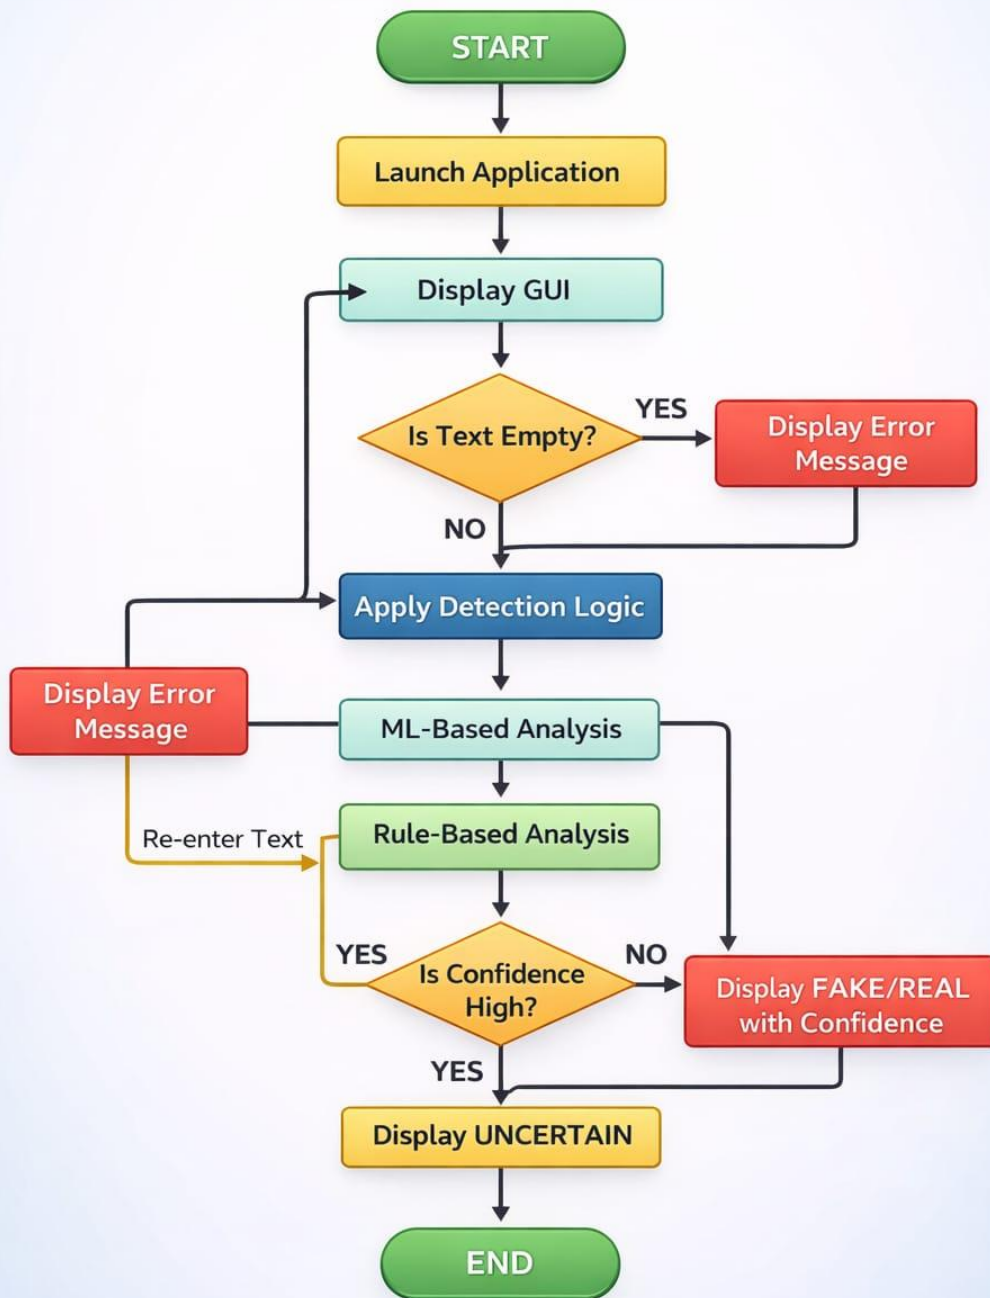 START
Launch Application
Display GUI
Is Text Empty?
YES
Display Error
Message
NO
Apply Detection Logic
Display Error
Message
ML-Based Analysis
Re-enter Text
Rule-Based Analysis
YES
Is Confidence
High?
NO
Display FAKE/REAL
with Confidence
YES
Display UNCERTAIN
END